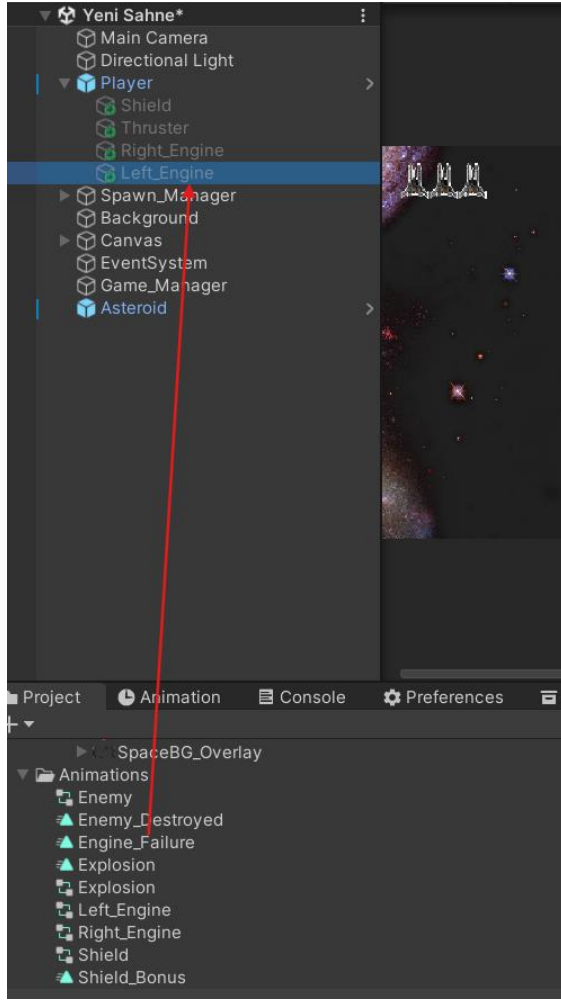 Yeni Sahne*
Main Camera
Directional Light
Player
Shield
Thruster
Right_Engine
Left_Engine
Spawn_Manager
Background
Canvas
EventSystem
Game_Manager
Asteroid
Project Animation Console Preferences
SpaceBG_Overlay
Animations
Enemy
Enemy_Destroyed
Engine_Failure
Explosion
Explosion
Left_Engine
Right_Engine
Shield
Shield_Bonus